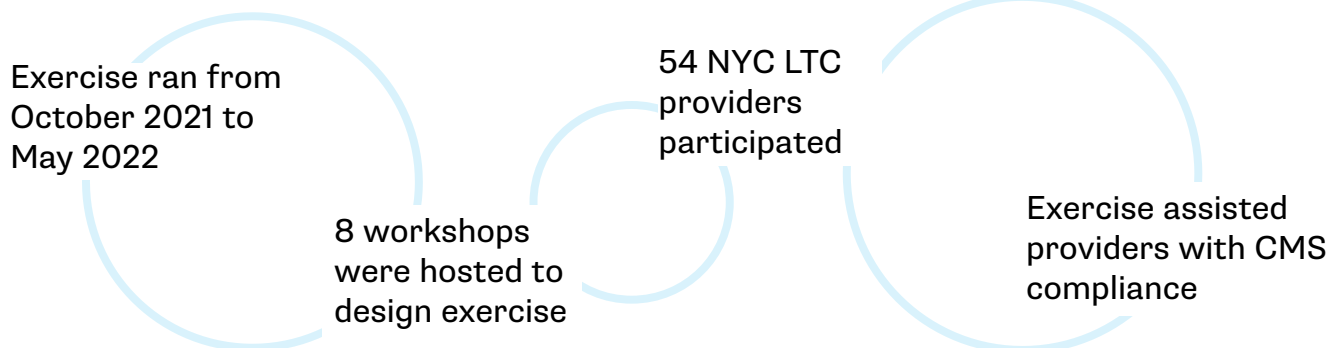 Exercise ran from
October 2021 to
May 2022
8 workshops
were hosted to
design exercise
54 NYC LTC
providers
participated
Exercise assisted
providers with CMS
compliance